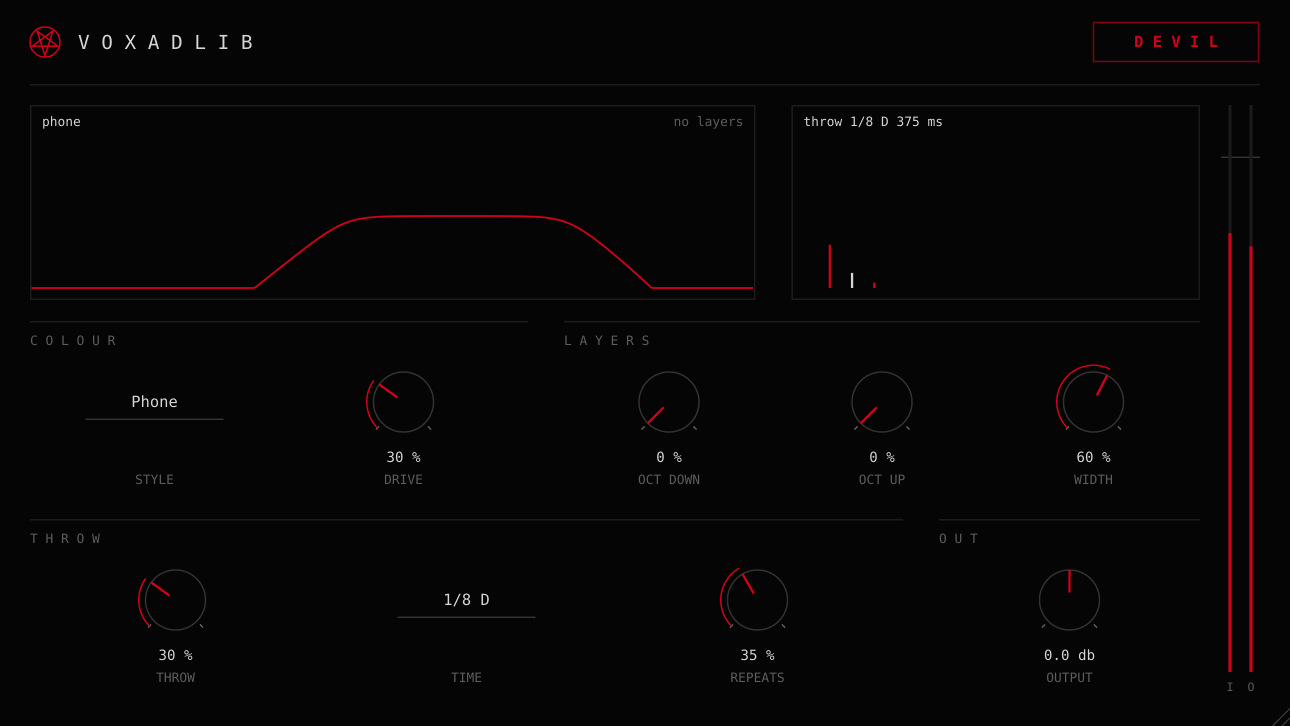 VOXADLIB
DEVIL
phone
no layers
throw 1/8 D 375 ms
COLOUR
LAYERS
Phone
30 %
0 %
0 %
60 %
STYLE
DRIVE
OCT DOWN
OCT UP
WIDTH
THROW
OUT
1/8 D
30 %
35 %
0.0 db
THROW
TIME
REPEATS
OUTPUT
I O